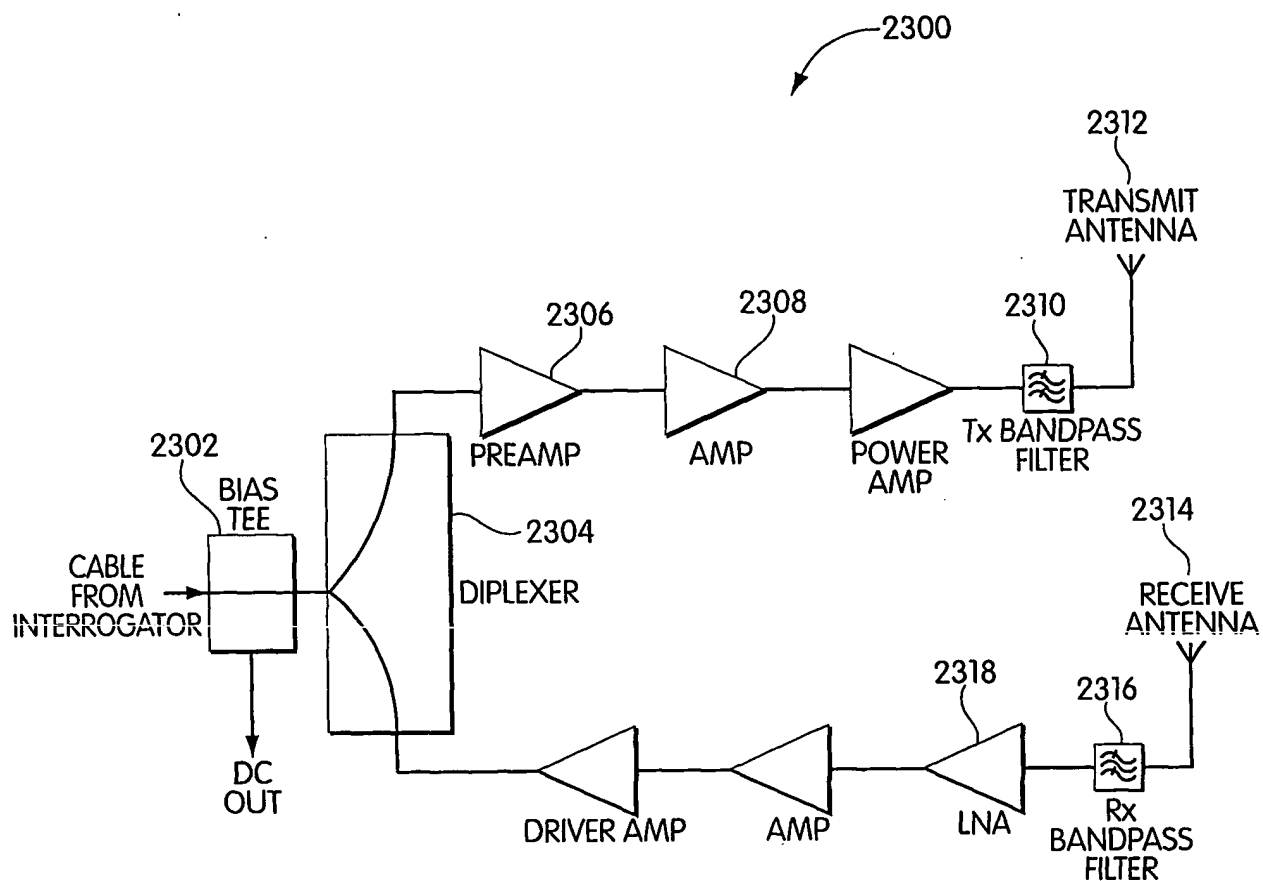 2300
2312
TRANSMIT
ANTENNA
2306
2308
2310
PREAMP
AMP
POWER
AMP
Tx BANDPASS
FILTER
2302
BIAS
TEE
2304
DIPLEXER
CABLE
FROM
INTERROGATOR
DC
OUT
2314
RECEIVE
ANTENNA
2318
2316
DRIVER AMP
AMP
LNA
Rx
BANDPASS
FILTER